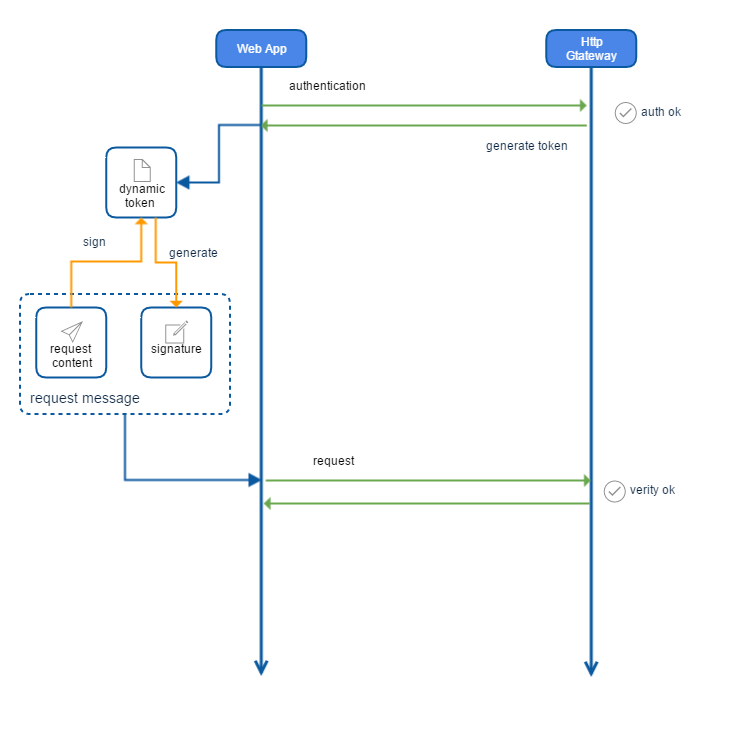 Web App
Http
Gtateway
authentication
auth ok
generate token
dynamic
token
sign
generate
request
content
signature
request message
request
verity ok